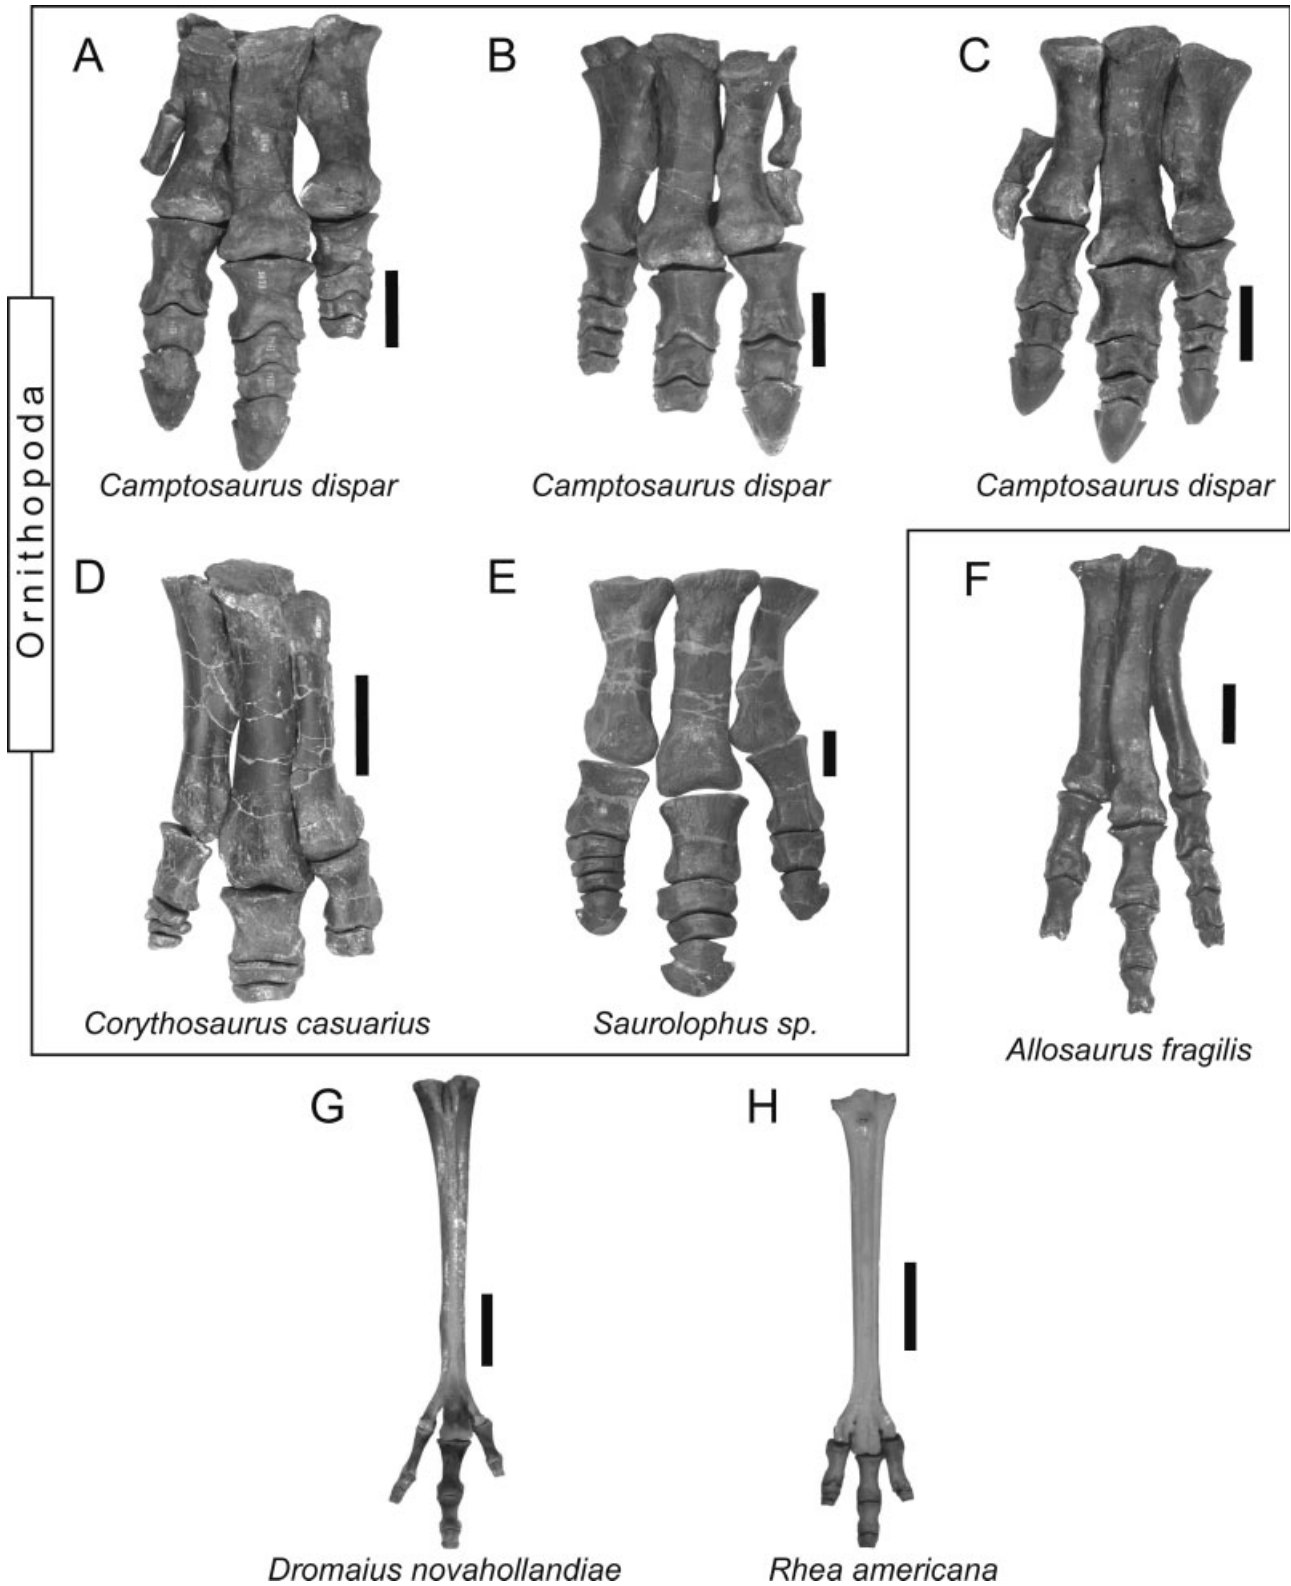 A
B
C
Camptosaurus dispar
Camptosaurus dispar
Camptosaurus dispar
Ornithopoda
D
E
F
Corythosaurus casuarius
Saurolophus sp.
Allosaurus fragilis
G
H
Dromaius novahollandiae
Rhea americana